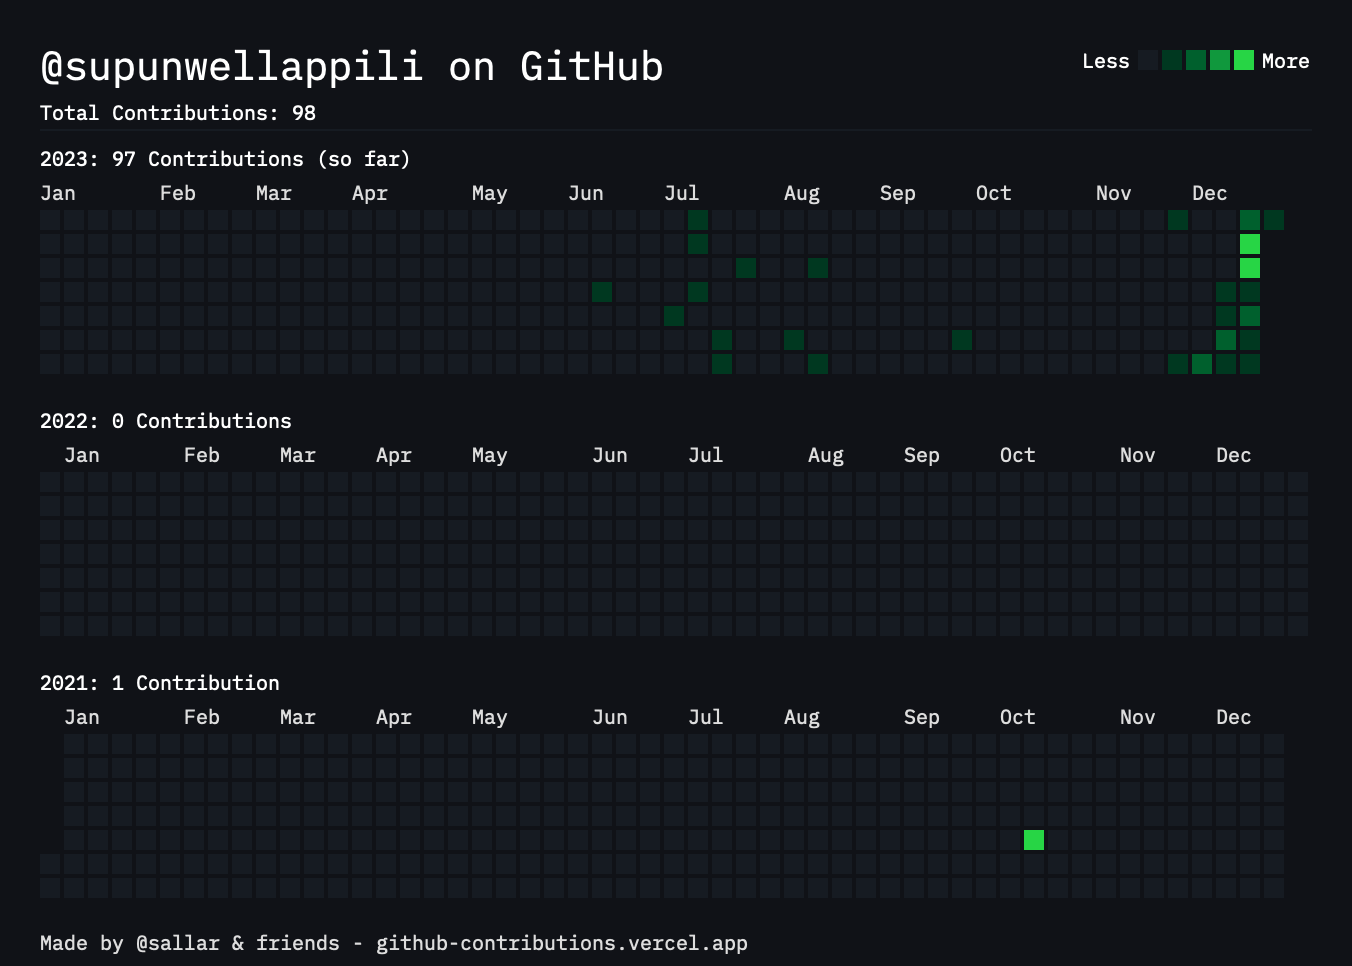 @supunwellappili on GitHub
Less More
Total Contributions: 98
2023: 97 Contributions (so far)
Jan Feb Mar Apr May Jun Jul Aug Sep Oct Nov Dec
2022: 0 Contributions
Jan Feb Mar Apr May Jun Jul Aug Sep Oct Nov Dec
2021: 1 Contribution
Jan Feb Mar Apr May Jun Jul Aug Sep Oct Nov Dec
Made by @sallar & friends - github-contributions.vercel.app